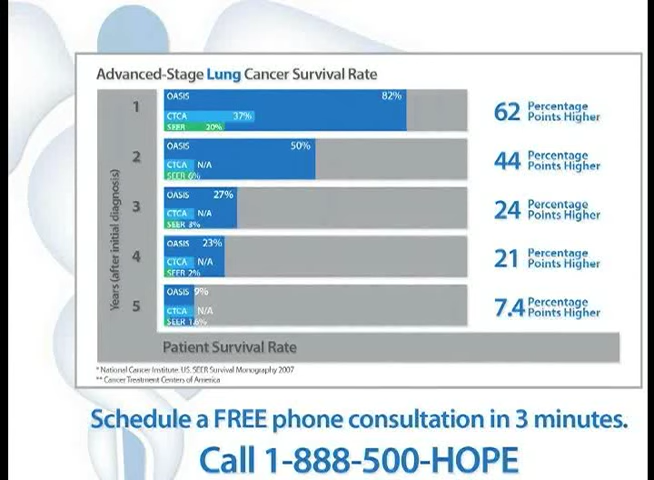 Advanced-Stage Lung Cancer Survival Rate
Years (after initial diagnosis)
1
OASIS 82%
CTCA 37%
SEER 20%
62 Percentage
Points Higher
2
OASIS 50%
CTCA N/A
SEER 6%
44 Percentage
Points Higher
3
OASIS 27%
CTCA N/A
SEER 3%
24 Percentage
Points Higher
4
OASIS 23%
CTCA N/A
SEER 2%
21 Percentage
Points Higher
5
OASIS 9%
CTCA N/A
SEER 1.6%
7.4 Percentage
Points Higher
Patient Survival Rate
* National Cancer Institute. U.S. SEER Survival Monography 2007
** Cancer Treatment Centers of America
Schedule a FREE phone consultation in 3 minutes.
Call 1-888-500-HOPE